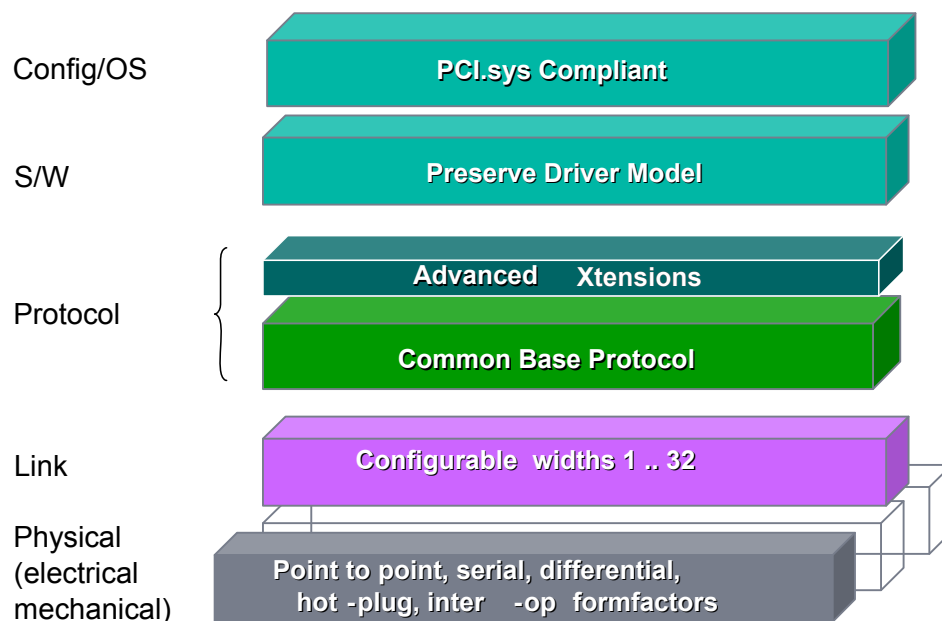 Config/OS
PCI.sys Compliant
S/W
Preserve Driver Model
Protocol
Advanced Xtensions
Common Base Protocol
Link
Configurable widths 1 .. 32
Physical
(electrical
mechanical)
Point to point, serial, differential,
hot -plug, inter -op formfactors